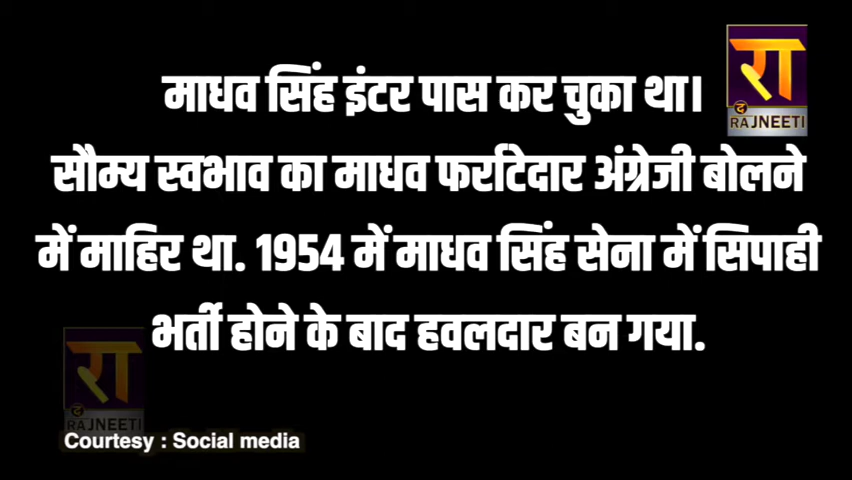 रा
द
RAJNEETI
माधव सिंह इंटर पास कर चुका था।
सौम्य स्वभाव का माधव फर्राटेदार अंग्रेजी बोलने
में माहिर था. 1954 में माधव सिंह सेना में सिपाही
भर्ती होने के बाद हवलदार बन गया.
रा
द
RAJNEETI
Courtesy : Social media